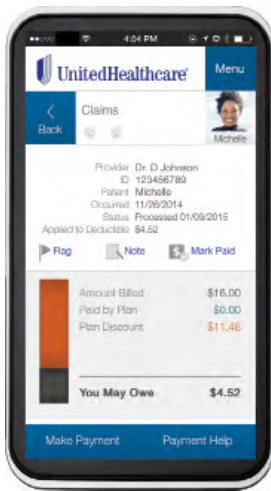 4:04 PM
UnitedHealthcare
Menu
Back
Claims
Michelle
Provider Dr. D Johnson
ID 123456789
Patient Michelle
Occurred 11/26/2014
Status Processed 01/09/2015
Applied to Deductible $4.52
Flag
Note
Mark Paid
Amount Billed $16.00
Paid by Plan $0.00
Plan Discount $11.48
You May Owe $4.52
Make Payment
Payment Help